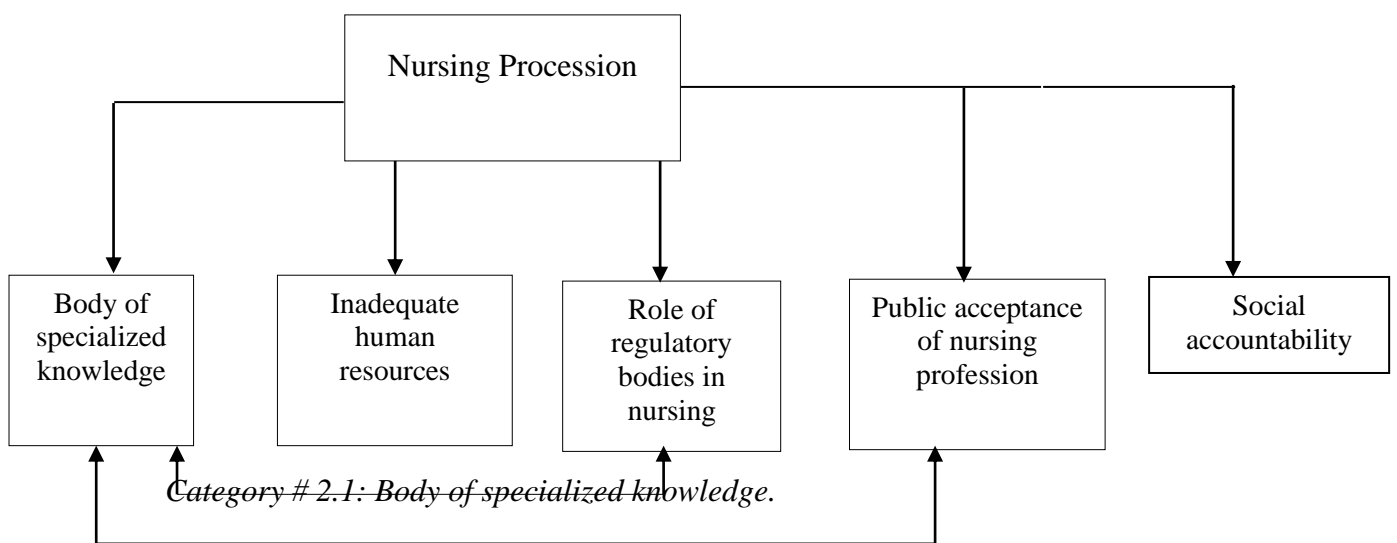 Nursing Procession
Body of
specialized
knowledge
Inadequate
human
resources
Role of
regulatory
bodies in
nursing
Public acceptance
of nursing
profession
Social
accountability
Category # 2.1: Body of specialized knowledge.